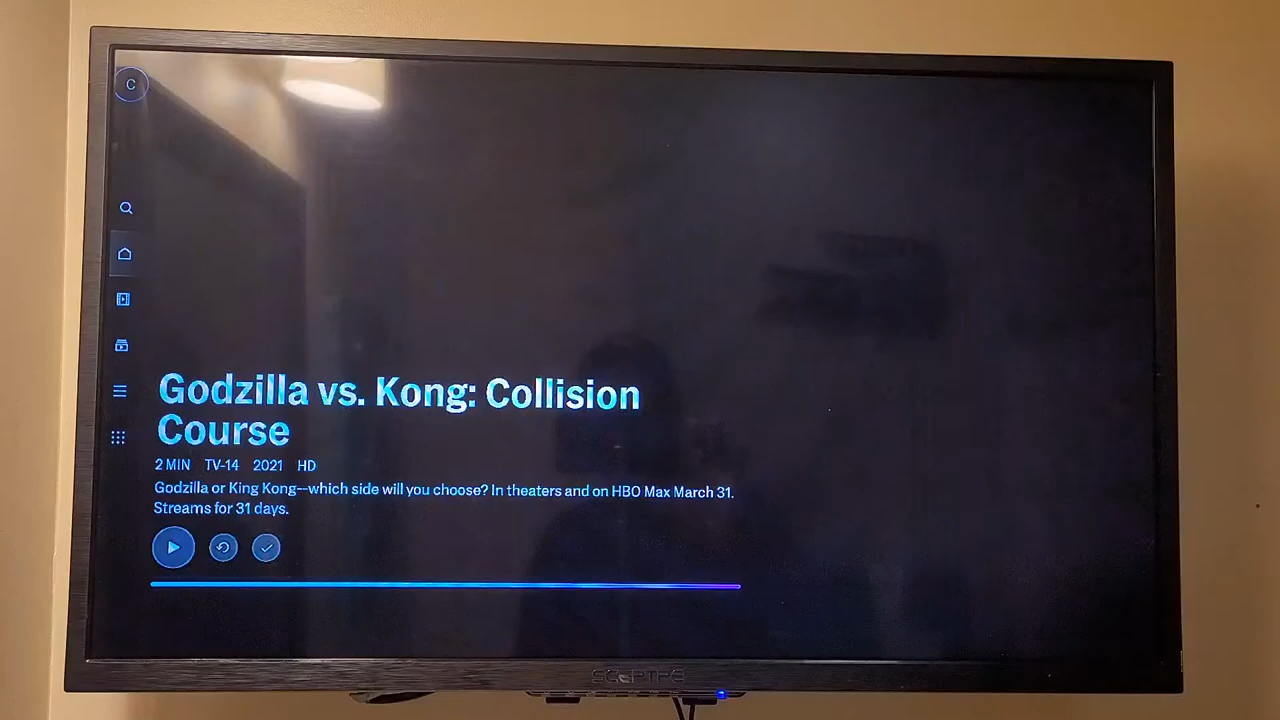 C
Godzilla vs. Kong: Collision
Course
2 MIN TV-14 2021 HD
Godzilla or King Kong--which side will you choose? In theaters and on HBO Max March 31.
Streams for 31 days.
SCEPTRE